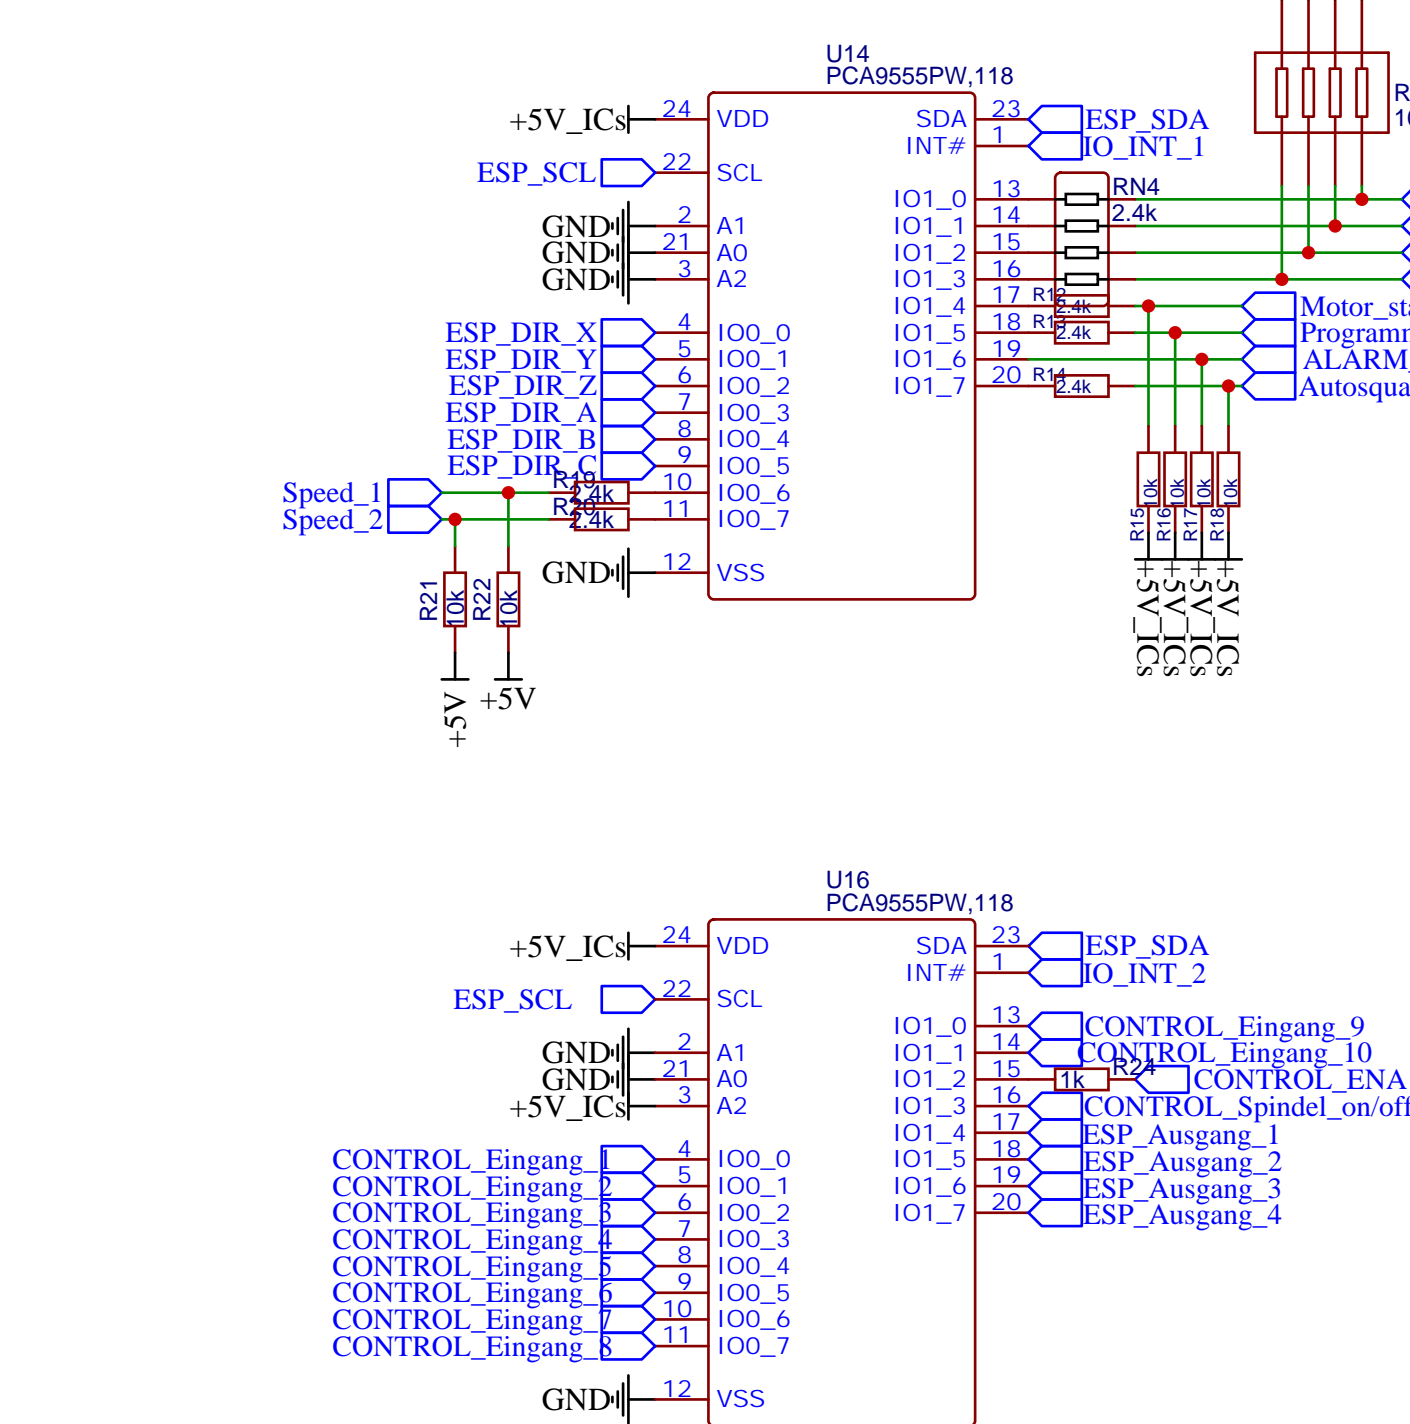 U14
PCA9555PW,118
+5V_ICs 24 VDD SDA 23 ESP_SDA
INT# 1 IO_INT_1
ESP_SCL 22 SCL
IO1_0 13 RN4
2.4k
GND 2 A1 IO1_1 14
GND 21 A0 IO1_2 15
GND 3 A2 IO1_3 16
IO1_4 17 2.4k
ESP_DIR_X 4 IO0_0 IO1_5 18 2.4k
ESP_DIR_Y 5 IO0_1 IO1_6 19
ESP_DIR_Z 6 IO0_2 IO1_7 20 R14 2.4k
ESP_DIR_A 7 IO0_3
ESP_DIR_B 8 IO0_4
ESP_DIR_C 9 IO0_5
Speed_1 R19 2.4k 10 IO0_6
Speed_2 R20 2.4k 11 IO0_7
R15 10k R16 10k R17 10k R18 10k
GND 12 VSS
R21 10k R22 10k
+5V_ICs +5V_ICs +5V_ICs +5V_ICs
+5V +5V
U16
PCA9555PW,118
+5V_ICs 24 VDD SDA 23 ESP_SDA
INT# 1 IO_INT_2
ESP_SCL 22 SCL
IO1_0 13 CONTROL_Eingang_9
GND 2 A1 IO1_1 14 CONTROL_Eingang_10
GND 21 A0 IO1_2 15 1k R24 CONTROL_ENA
+5V_ICs 3 A2 IO1_3 16 CONTROL_Spindel_on/off
IO1_4 17 ESP_Ausgang_1
CONTROL_Eingang_1 4 IO0_0 IO1_5 18 ESP_Ausgang_2
CONTROL_Eingang_2 5 IO0_1 IO1_6 19 ESP_Ausgang_3
CONTROL_Eingang_3 6 IO0_2 IO1_7 20 ESP_Ausgang_4
CONTROL_Eingang_4 7 IO0_3
CONTROL_Eingang_5 8 IO0_4
CONTROL_Eingang_6 9 IO0_5
CONTROL_Eingang_7 10 IO0_6
CONTROL_Eingang_8 11 IO0_7
GND 12 VSS